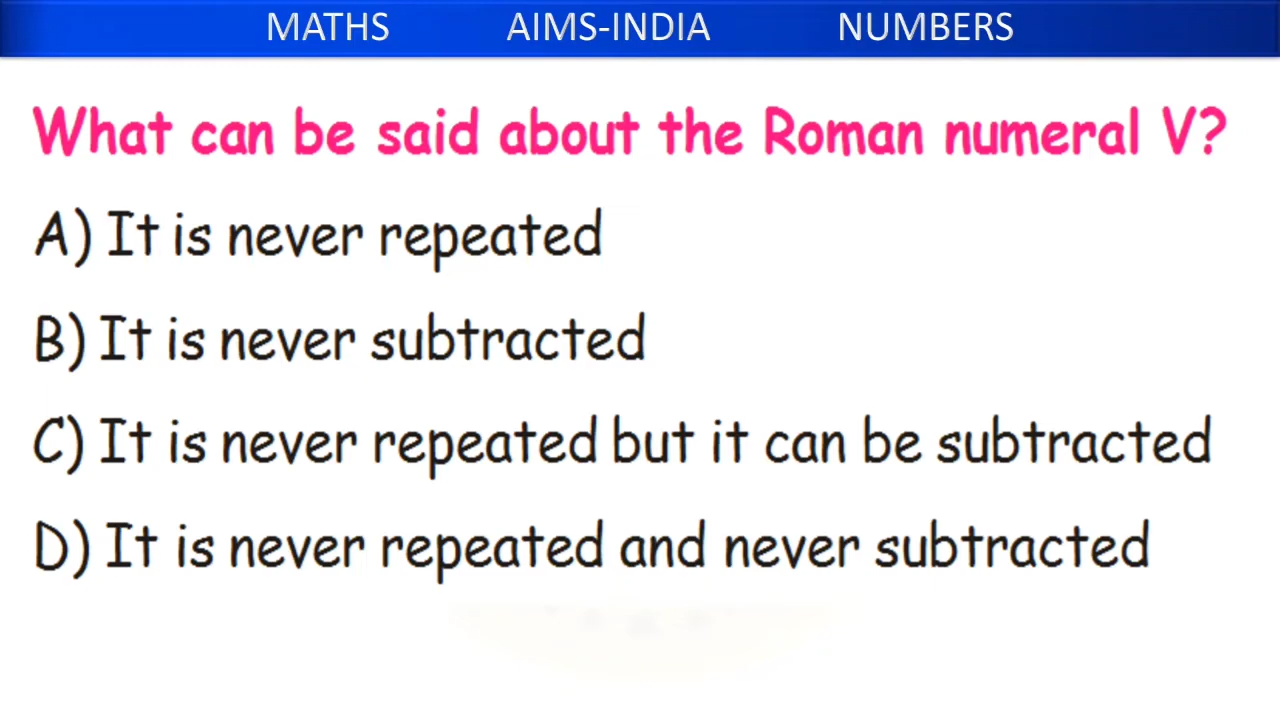 MATHS AIMS-INDIA NUMBERS
What can be said about the Roman numeral V?
A) It is never repeated
B) It is never subtracted
C) It is never repeated but it can be subtracted
D) It is never repeated and never subtracted